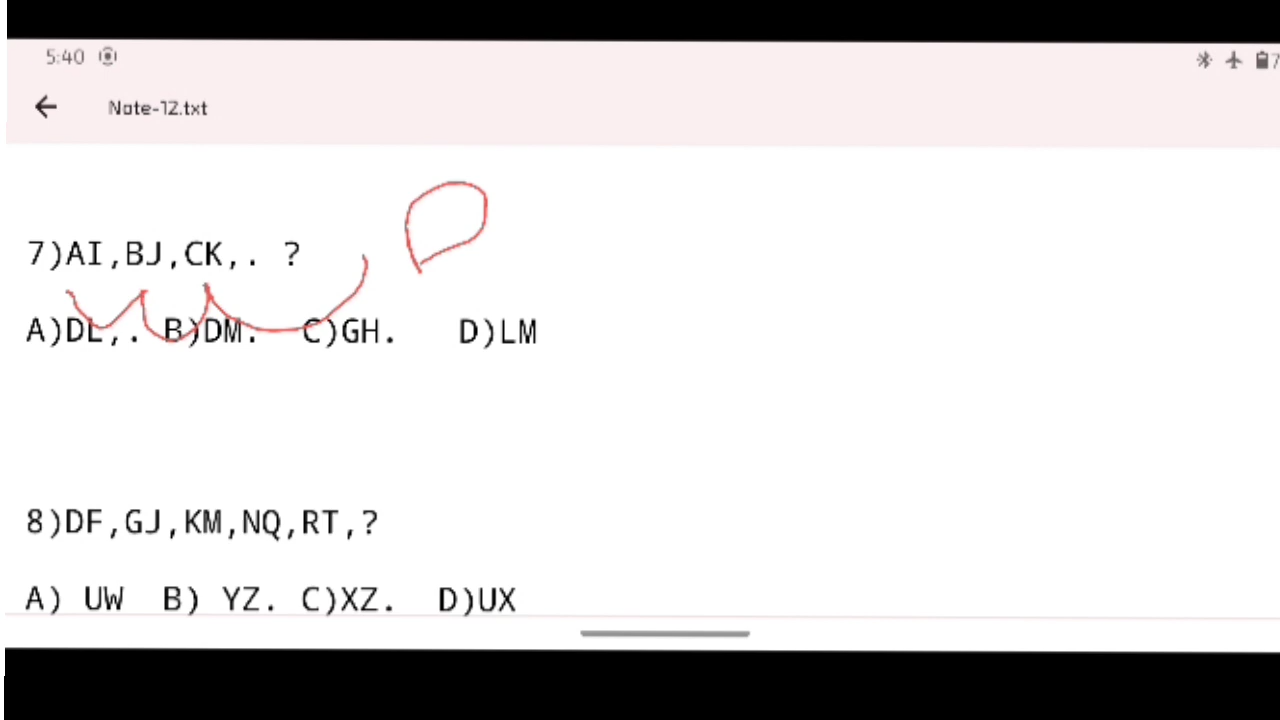 5:40
7
Note-12.txt
7)AI,BJ,CK,. ?
A)DL,. B)DM. C)GH. D)LM
8)DF,GJ,KM,NQ,RT,?
A) UW B) YZ. C)XZ. D)UX